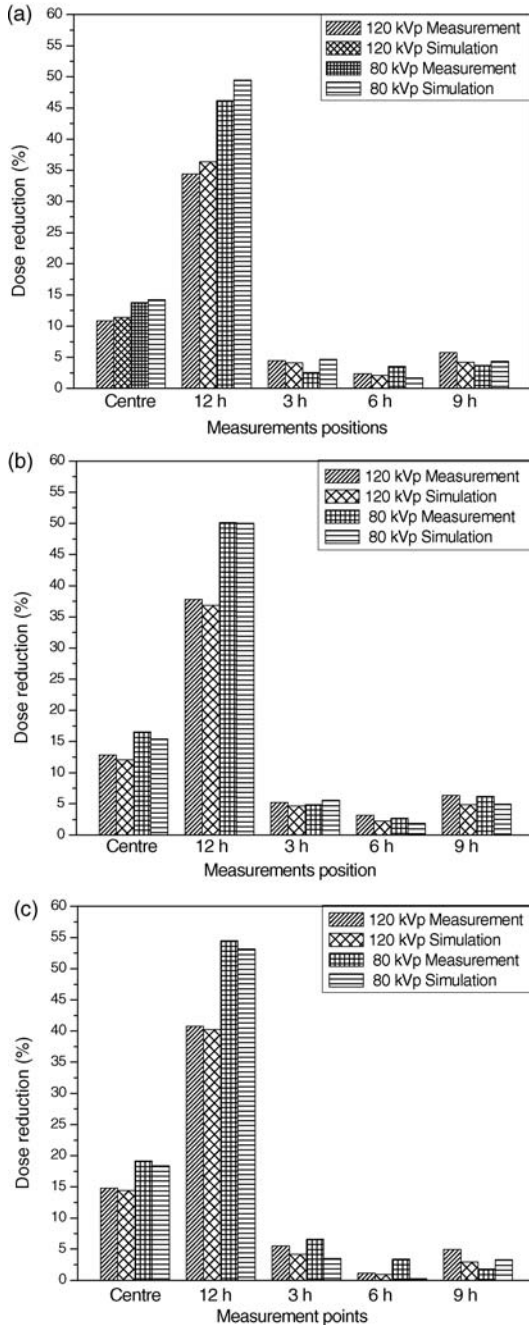 (a)
60
55
50
45
40
35
30
25
20
15
10
5
0
Dose reduction (%)
120 kVp Measurement
120 kVp Simulation
80 kVp Measurement
80 kVp Simulation
Centre 12 h 3 h 6 h 9 h
Measurements positions
(b)
60
55
50
45
40
35
30
25
20
15
10
5
0
Dose reduction (%)
120 kVp Measurement
120 kVp Simulation
80 kVp Measurement
80 kVp Simulation
Centre 12 h 3 h 6 h 9 h
Measurements position
(c)
60
55
50
45
40
35
30
25
20
15
10
5
0
Dose reduction (%)
120 kVp Measurement
120 kVp Simulation
80 kVp Measurement
80 kVp Simulation
Centre 12 h 3 h 6 h 9 h
Measurement points